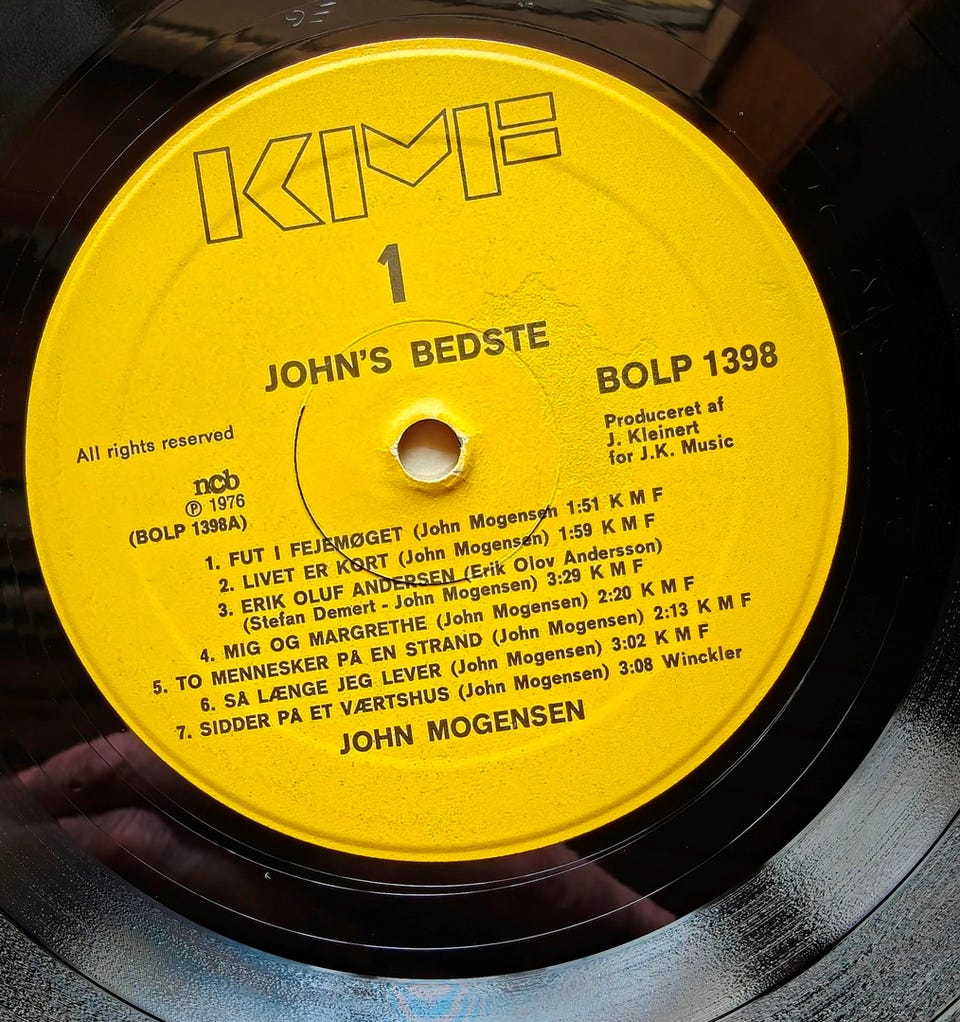 KMF
1
JOHN'S BEDSTE
BOLP 1398
Produceret af
J. Kleinert
for J.K. Music
All rights reserved
ncb
℗ 1976
(BOLP 1398A)
1. FUT I FEJEMØGET (John Mogensen) 1:51 K M F
2. LIVET ER KORT (John Mogensen) 1:59 K M F
3. ERIK OLUF ANDERSEN (Erik Olov Andersson)
(Stefan Demert - John Mogensen) 3:29 K M F
4. MIG OG MARGRETHE (John Mogensen) 2:20 K M F
5. TO MENNESKER PÅ EN STRAND (John Mogensen) 2:13 K M F
6. SÅ LÆNGE JEG LEVER (John Mogensen) 3:02 K M F
7. SIDDER PÅ ET VÆRTSHUS (John Mogensen) 3:08 Winckler
JOHN MOGENSEN